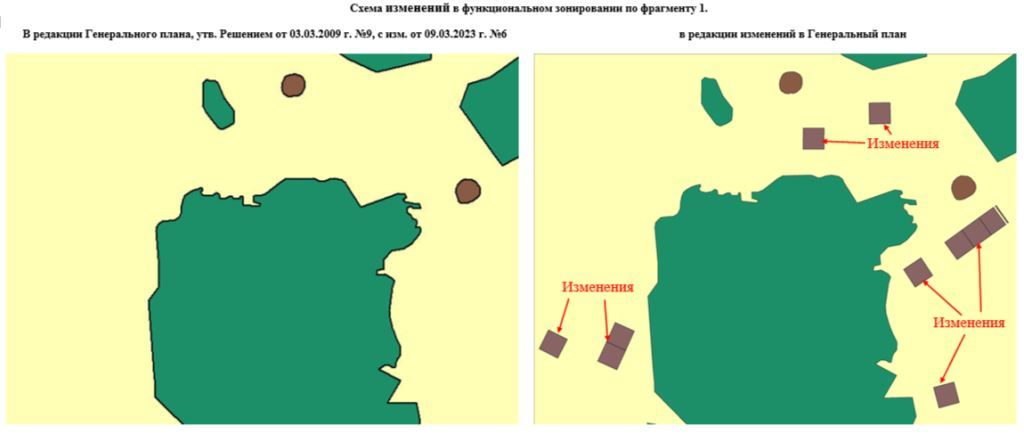 Схема изменений в функциональном зонировании по фрагменту 1.
В редакции Генерального плана, утв. Решением от 03.03.2009 г. №9, с изм. от 09.03.2023 г. №6
в редакции изменений в Генеральный план
Изменения
Изменения
Изменения